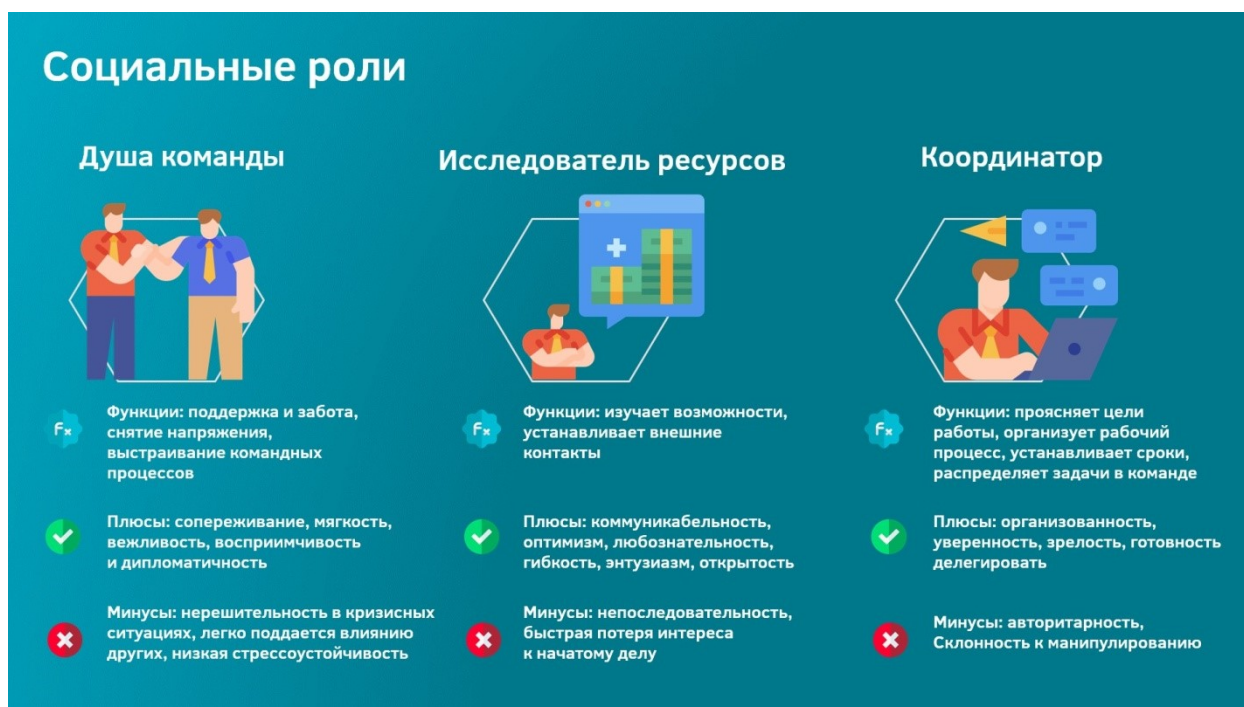 Социальные роли
Душа команды
Исследователь ресурсов
Координатор
Fx
Функции: поддержка и забота,
снятие напряжения,
выстраивание командных
процессов
Fx
Функции: изучает возможности,
устанавливает внешние
контакты
Fx
Функции: проясняет цели
работы, организует рабочий
процесс, устанавливает сроки,
распределяет задачи в команде
Плюсы: сопереживание, мягкость,
вежливость, восприимчивость
и дипломатичность
Плюсы: коммуникабельность,
оптимизм, любознательность,
гибкость, энтузиазм, открытость
Плюсы: организованность,
уверенность, зрелость, готовность
делегировать
Минусы: нерешительность в кризисных
ситуациях, легко поддается влиянию
других, низкая стрессоустойчивость
Минусы: непоследовательность,
быстрая потеря интереса
к начатому делу
Минусы: авторитарность,
Склонность к манипулированию